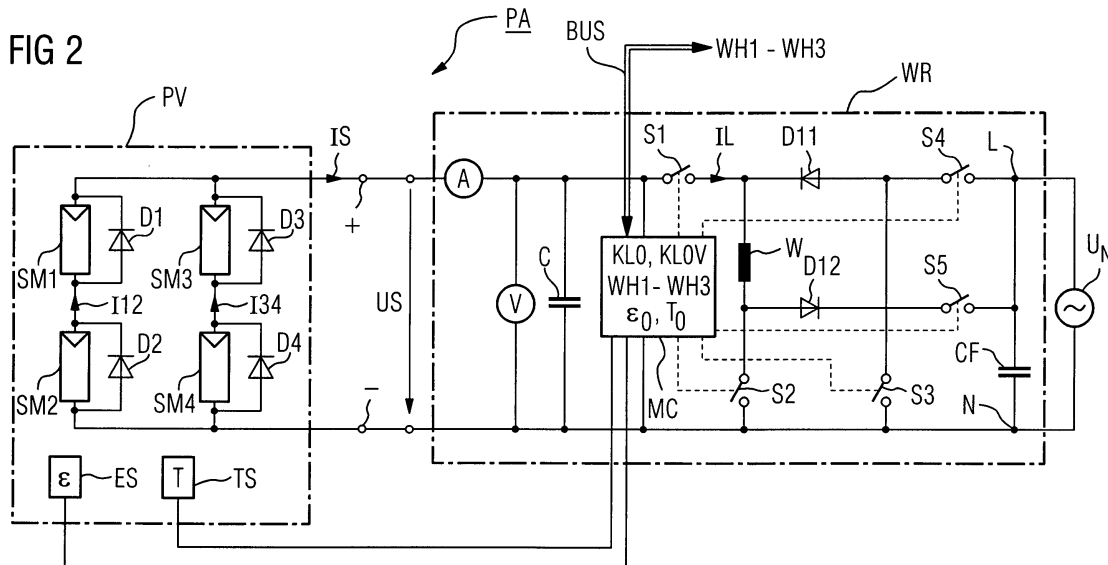 FIG 2
PA
BUS
WH1 - WH3
WR
PV
IS
+
US
−
A
V
C
S1
IL
D11
S4
L
W
D12
S5
U_N
CF
N
S2
S3
MC
KL0, KL0V
WH1 - WH3
ε₀, T₀
SM1
D1
SM3
D3
I12
I34
SM2
D2
SM4
D4
ε
ES
T
TS